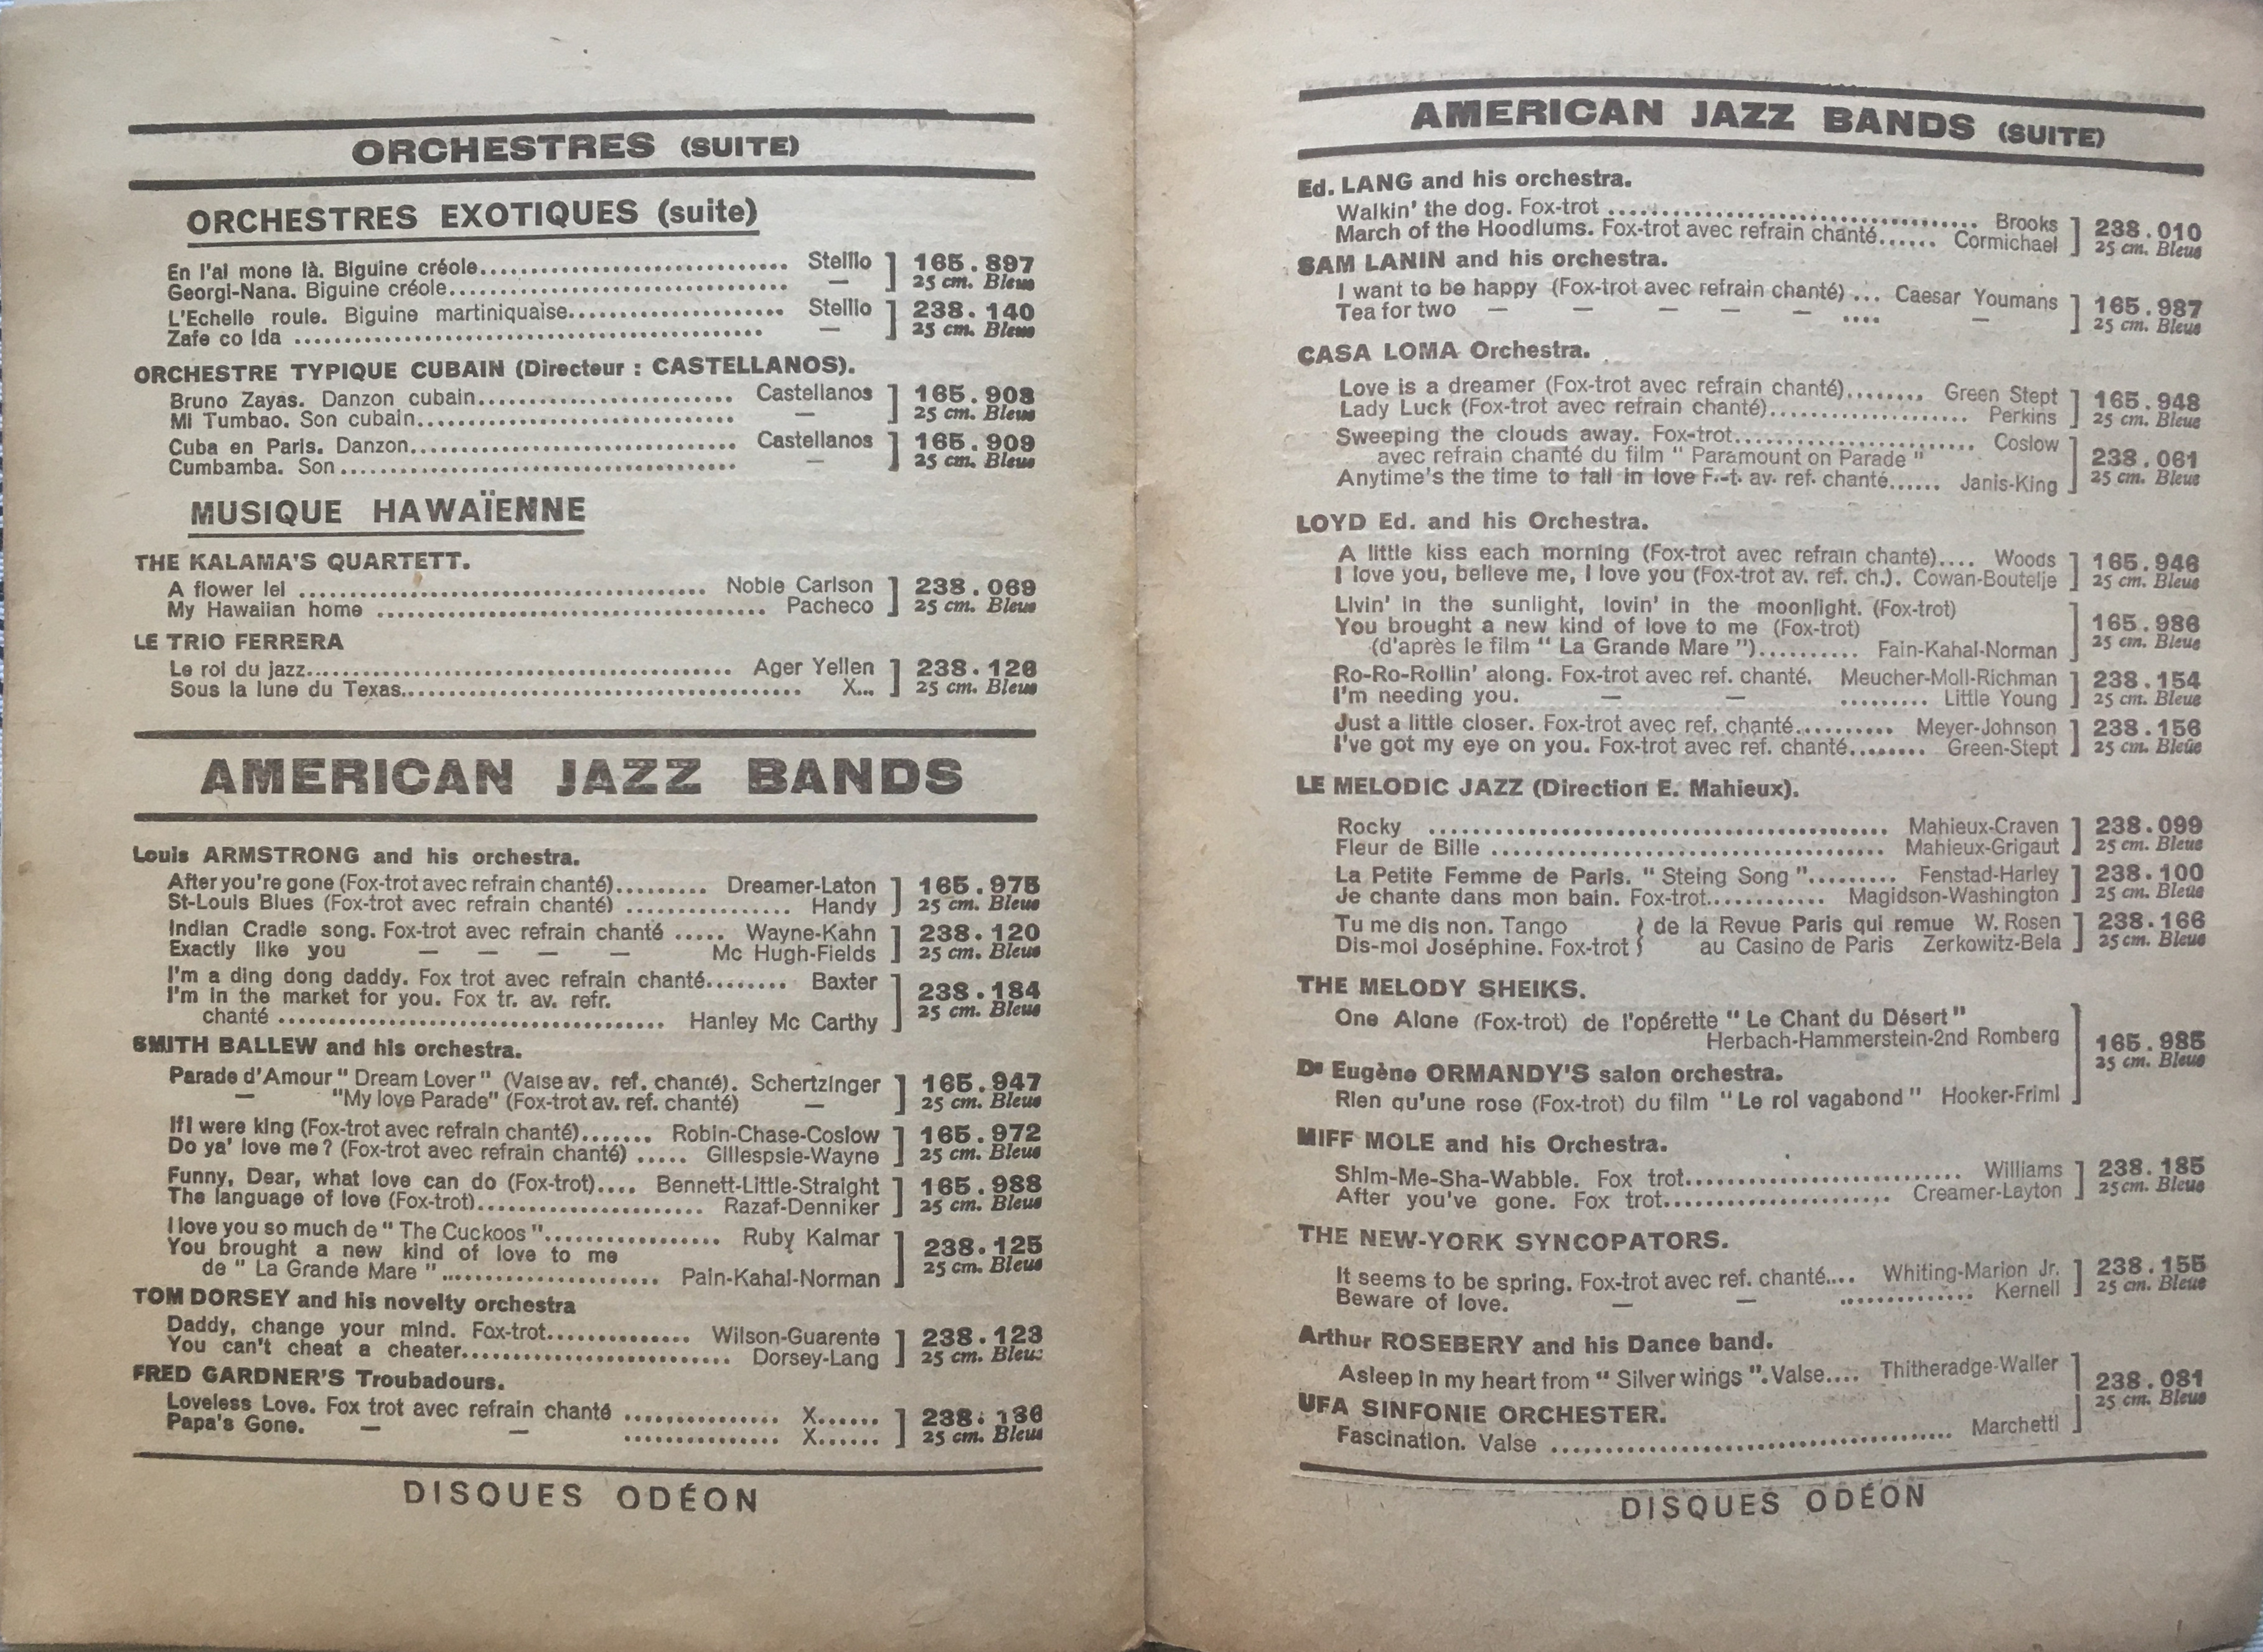 ORCHESTRES (SUITE)
ORCHESTRES EXOTIQUES (suite)
En l'ai mone là. Biguine créole.............................. Stellio ] 165.897
Georgi-Nana. Biguine créole.............................. — 25 cm. Bleue
L'Echelle roule. Biguine martiniquaise.................... Stellio ] 238.140
Zafe co Ida .............................. — 25 cm. Bleue
ORCHESTRE TYPIQUE CUBAIN (Directeur : CASTELLANOS).
Bruno Zayas. Danzon cubain.......................... Castellanos ] 165.908
Mi Tumbao. Son cubain.............................. — 25 cm. Bleue
Cuba en Paris. Danzon.............................. Castellanos ] 165.909
Cumbamba. Son.............................. — 25 cm. Bleue
MUSIQUE HAWAÏENNE
THE KALAMA'S QUARTETT.
A flower lei .............................. Noble Carlson ] 238.069
My Hawaiian home .............................. Pacheco 25 cm. Bleue
LE TRIO FERRERA
Le roi du jazz.............................. Ager Yellen ] 238.126
Sous la lune du Texas.............................. X... 25 cm. Bleue
AMERICAN JAZZ BANDS
Louis ARMSTRONG and his orchestra.
After you're gone (Fox-trot avec refrain chanté)......... Dreamer-Laton ] 165.975
St-Louis Blues (Fox-trot avec refrain chanté) ................ Handy 25 cm. Bleue
Indian Cradle song. Fox-trot avec refrain chanté ..... Wayne-Kahn ] 238.120
Exactly like you — — — — Mc Hugh-Fields 25 cm. Bleue
I'm a ding dong daddy. Fox trot avec refrain chanté........ Baxter ] 238.184
I'm in the market for you. Fox tr. av. refr.
chanté .............................. Hanley Mc Carthy 25 cm. Bleue
SMITH BALLEW and his orchestra.
Parade d'Amour " Dream Lover " (Valse av. ref. chanté). Schertzinger ] 165.947
— "My love Parade" (Fox-trot av. ref. chanté) — 25 cm. Bleue
If I were king (Fox-trot avec refrain chanté)....... Robin-Chase-Coslow ] 165.972
Do ya' love me ? (Fox-trot avec refrain chanté) ..... Gillespsie-Wayne 25 cm. Bleue
Funny, Dear, what love can do (Fox-trot).... Bennett-Little-Straight ] 165.988
The language of love (Fox-trot)....................... Razaf-Denniker 25 cm. Bleue
I love you so much de " The Cuckoos ".................. Ruby Kalmar ] 238.125
You brought a new kind of love to me
de " La Grande Mare "...................... Pain-Kahal-Norman 25 cm. Bleue
TOM DORSEY and his novelty orchestra
Daddy, change your mind. Fox-trot.............. Wilson-Guarente ] 238.123
You can't cheat a cheater........................... Dorsey-Lang 25 cm. Bleue
FRED GARDNER'S Troubadours.
Loveless Love. Fox trot avec refrain chanté ............... X...... ] 238.136
Papa's Gone. — — ............... X...... 25 cm. Bleue
DISQUES ODÉON
AMERICAN JAZZ BANDS (SUITE)
Ed. LANG and his orchestra.
Walkin' the dog. Fox-trot .............................. Brooks ] 238.010
March of the Hoodlums. Fox-trot avec refrain chanté...... Cormichael 25 cm. Bleue
SAM LANIN and his orchestra.
I want to be happy (Fox-trot avec refrain chanté) ... Caesar Youmans ] 165.987
Tea for two — — — — — .... — 25 cm. Bleue
CASA LOMA Orchestra.
Love is a dreamer (Fox-trot avec refrain chanté)........ Green Stept ] 165.948
Lady Luck (Fox-trot avec refrain chanté).................... Perkins 25 cm. Bleue
Sweeping the clouds away. Fox-trot........................ Coslow ] 238.061
avec refrain chanté du film " Paramount on Parade "
Anytime's the time to fall in love F.-t. av. ref. chanté...... Janis-King 25 cm. Bleue
LOYD Ed. and his Orchestra.
A little kiss each morning (Fox-trot avec refrain chante).... Woods ] 165.946
I love you, believe me, I love you (Fox-trot av. ref. ch.). Cowan-Boutelje 25 cm. Bleue
Livin' in the sunlight, lovin' in the moonlight. (Fox-trot) ] 165.986
You brought a new kind of love to me (Fox-trot)
(d'après le film " La Grande Mare ").......... Fain-Kahal-Norman 25 cm. Bleue
Ro-Ro-Rollin' along. Fox-trot avec ref. chanté. Meucher-Moll-Richman ] 238.154
I'm needing you. — — ......... Little Young 25 cm. Bleue
Just a little closer. Fox-trot avec ref. chanté.......... Meyer-Johnson ] 238.156
I've got my eye on you. Fox-trot avec ref. chanté........ Green-Stept 25 cm. Bleue
LE MELODIC JAZZ (Direction E. Mahieux).
Rocky .............................. Mahieux-Craven ] 238.099
Fleur de Bille .............................. Mahieux-Grigaut 25 cm. Bleue
La Petite Femme de Paris. " Steing Song "......... Fenstad-Harley ] 238.100
Je chante dans mon bain. Fox-trot............ Magidson-Washington 25 cm. Bleue
Tu me dis non. Tango } de la Revue Paris qui remue W. Rosen ] 238.166
Dis-moi Joséphine. Fox-trot } au Casino de Paris Zerkowitz-Bela 25 cm. Bleue
THE MELODY SHEIKS.
One Alone (Fox-trot) de l'opérette " Le Chant du Désert "
Herbach-Hammerstein-2nd Romberg ] 165.985
25 cm. Bleue
Dr Eugène ORMANDY'S salon orchestra.
Rien qu'une rose (Fox-trot) du film " Le roi vagabond " Hooker-Friml
MIFF MOLE and his Orchestra.
Shim-Me-Sha-Wabble. Fox trot.............................. Williams ] 238.185
After you've gone. Fox trot...................... Creamer-Layton 25 cm. Bleue
THE NEW-YORK SYNCOPATORS.
It seems to be spring. Fox-trot avec ref. chanté.... Whiting-Marion Jr. ] 238.155
Beware of love. — — ............. Kernell 25 cm. Bleue
Arthur ROSEBERY and his Dance band.
Asleep in my heart from " Silver wings ". Valse.... Thitheradge-Waller ] 238.081
25 cm. Bleue
UFA SINFONIE ORCHESTER.
Fascination. Valse .............................. Marchetti
DISQUES ODÉON